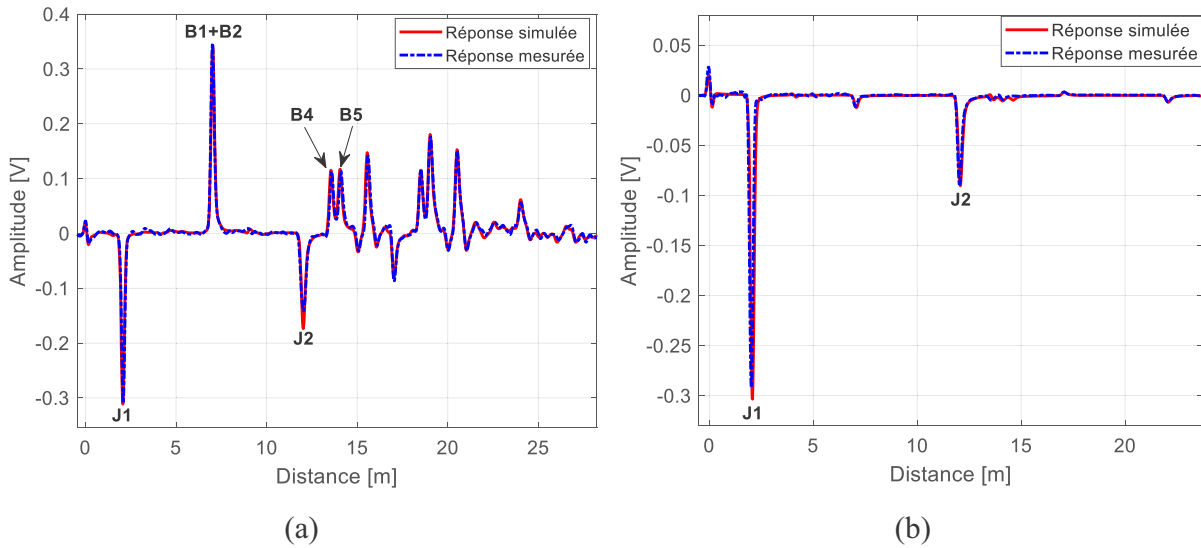 0.4
0.3
0.2
0.1
0
-0.1
-0.2
-0.3
Amplitude [V]
B1+B2
B4
B5
J1
J2
Réponse simulée
Réponse mesurée
0 5 10 15 20 25
Distance [m]
(a)
0.05
0
-0.05
-0.1
-0.15
-0.2
-0.25
-0.3
Amplitude [V]
Réponse simulée
Réponse mesurée
J2
J1
0 5 10 15 20
Distance [m]
(b)